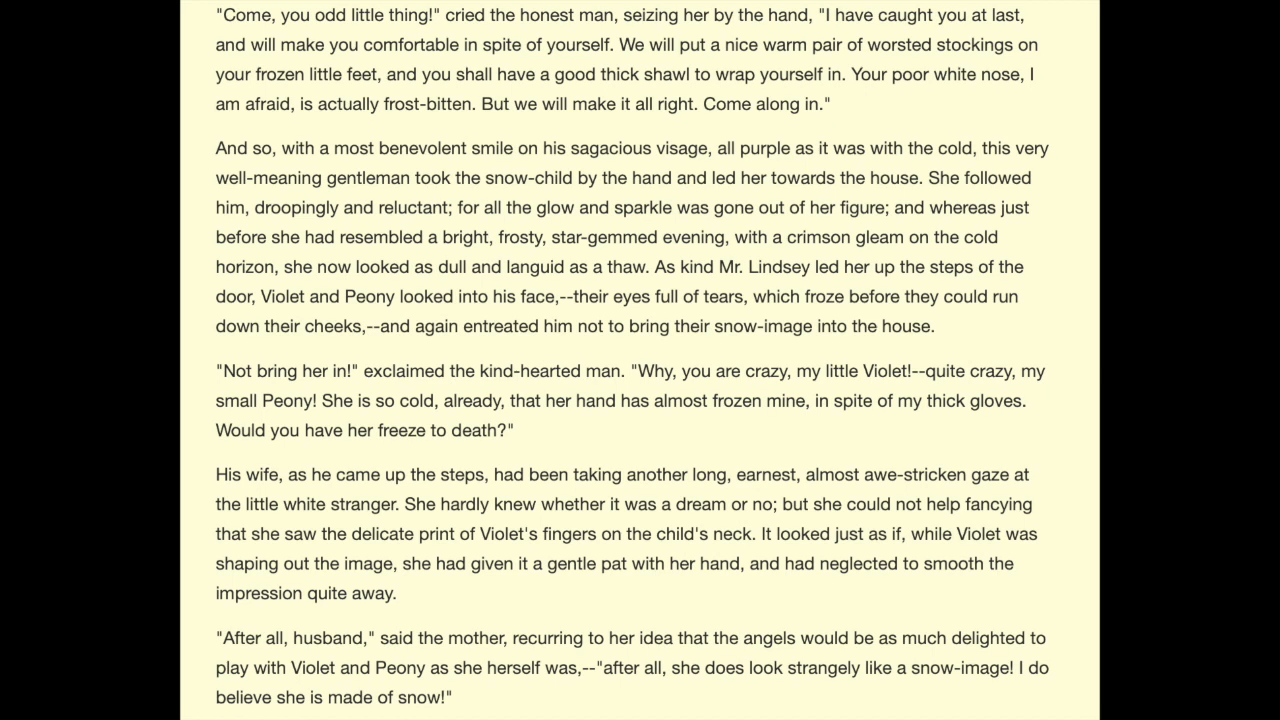 "Come, you odd little thing!" cried the honest man, seizing her by the hand, "I have caught you at last,
and will make you comfortable in spite of yourself. We will put a nice warm pair of worsted stockings on
your frozen little feet, and you shall have a good thick shawl to wrap yourself in. Your poor white nose, I
am afraid, is actually frost-bitten. But we will make it all right. Come along in."
And so, with a most benevolent smile on his sagacious visage, all purple as it was with the cold, this very
well-meaning gentleman took the snow-child by the hand and led her towards the house. She followed
him, droopingly and reluctant; for all the glow and sparkle was gone out of her figure; and whereas just
before she had resembled a bright, frosty, star-gemmed evening, with a crimson gleam on the cold
horizon, she now looked as dull and languid as a thaw. As kind Mr. Lindsey led her up the steps of the
door, Violet and Peony looked into his face,--their eyes full of tears, which froze before they could run
down their cheeks,--and again entreated him not to bring their snow-image into the house.
"Not bring her in!" exclaimed the kind-hearted man. "Why, you are crazy, my little Violet!--quite crazy, my
small Peony! She is so cold, already, that her hand has almost frozen mine, in spite of my thick gloves.
Would you have her freeze to death?"
His wife, as he came up the steps, had been taking another long, earnest, almost awe-stricken gaze at
the little white stranger. She hardly knew whether it was a dream or no; but she could not help fancying
that she saw the delicate print of Violet's fingers on the child's neck. It looked just as if, while Violet was
shaping out the image, she had given it a gentle pat with her hand, and had neglected to smooth the
impression quite away.
"After all, husband," said the mother, recurring to her idea that the angels would be as much delighted to
play with Violet and Peony as she herself was,--"after all, she does look strangely like a snow-image! I do
believe she is made of snow!"